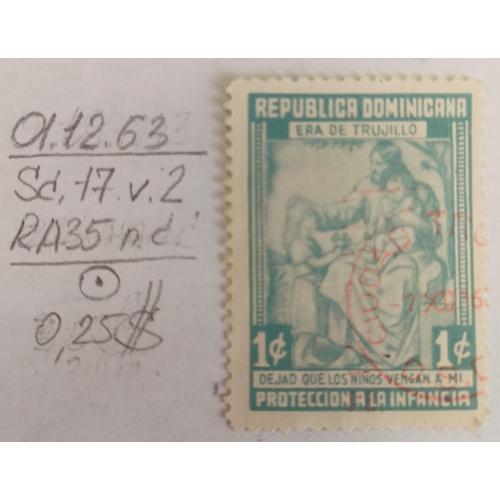 01.12.63
Sc.17.v.2
RA35 n.d.
0,25$
REPUBLICA DOMINICANA
ERA DE TRUJILLO
1¢ 1¢
DEJAD QUE LOS NIÑOS VENGAN A MI
PROTECCION A LA INFANCIA